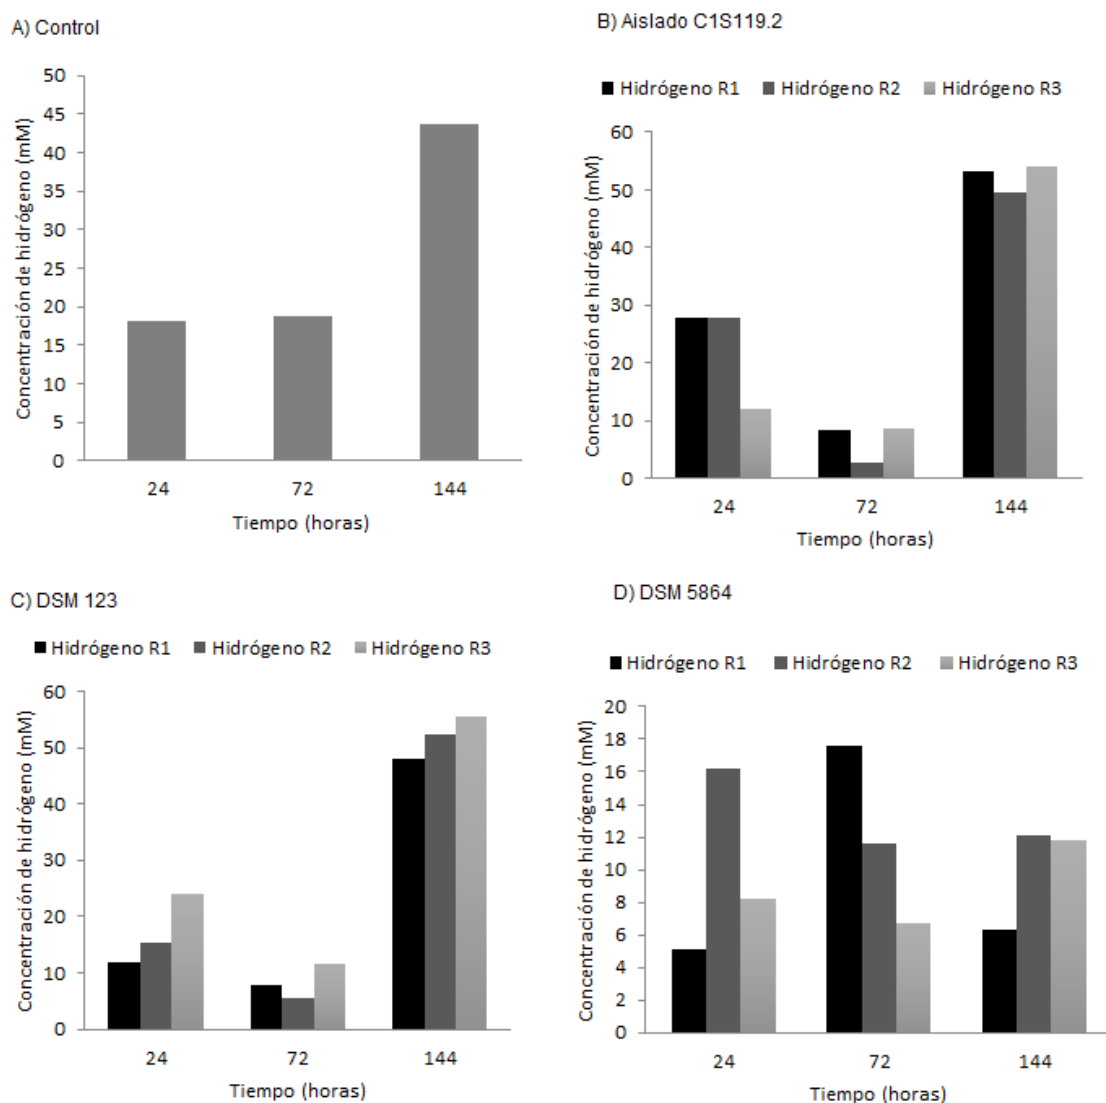 A) Control
Concentración de hidrógeno (mM)
50
45
40
35
30
25
20
15
10
5
0
24 72 144
Tiempo (horas)
B) Aislado C1S119.2
Hidrógeno R1 Hidrógeno R2 Hidrógeno R3
Concentración de hidrógeno (mM)
60
50
40
30
20
10
0
24 72 144
Tiempo (horas)
C) DSM 123
Hidrógeno R1 Hidrógeno R2 Hidrógeno R3
Concentración de hidrógeno (mM)
60
50
40
30
20
10
0
24 72 144
Tiempo (horas)
D) DSM 5864
Hidrógeno R1 Hidrógeno R2 Hidrógeno R3
Concentración de hidrógeno (mM)
20
18
16
14
12
10
8
6
4
2
0
24 72 144
Tiempo (horas)